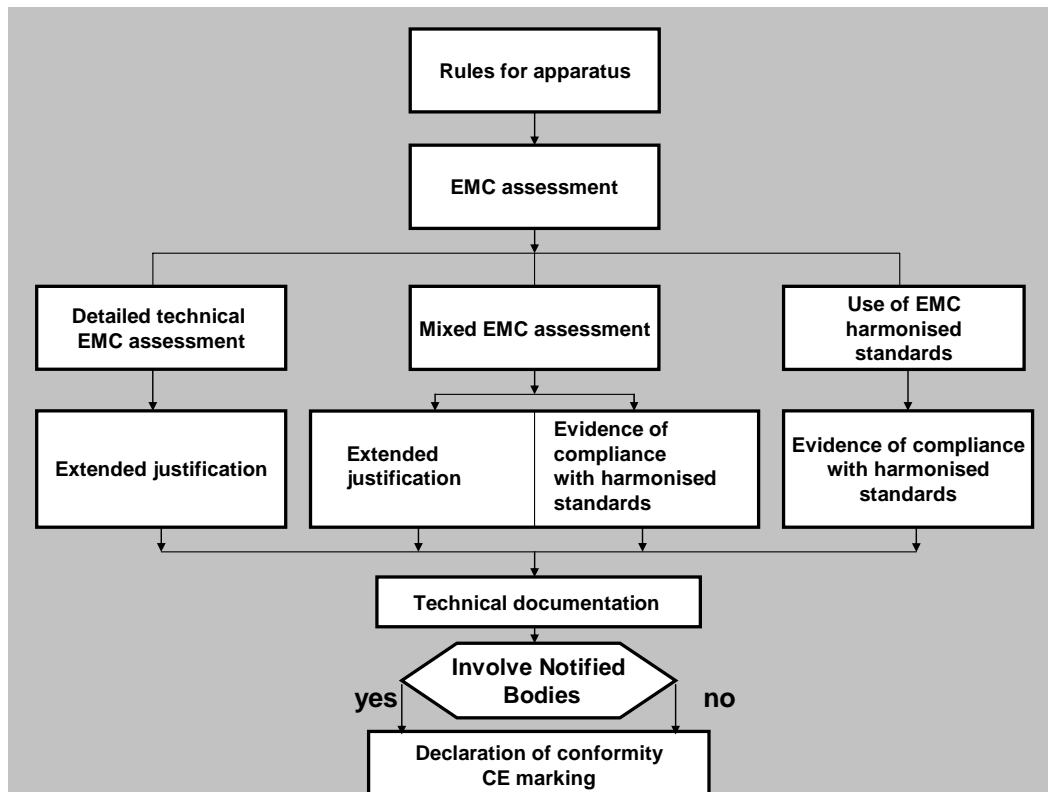 Rules for apparatus
EMC assessment
Detailed technical
EMC assessment
Mixed EMC assessment
Use of EMC
harmonised
standards
Extended justification
Extended
justification
Evidence of
compliance
with harmonised
standards
Evidence of compliance
with harmonised
standards
Technical documentation
Involve Notified
Bodies
yes
no
Declaration of conformity
CE marking